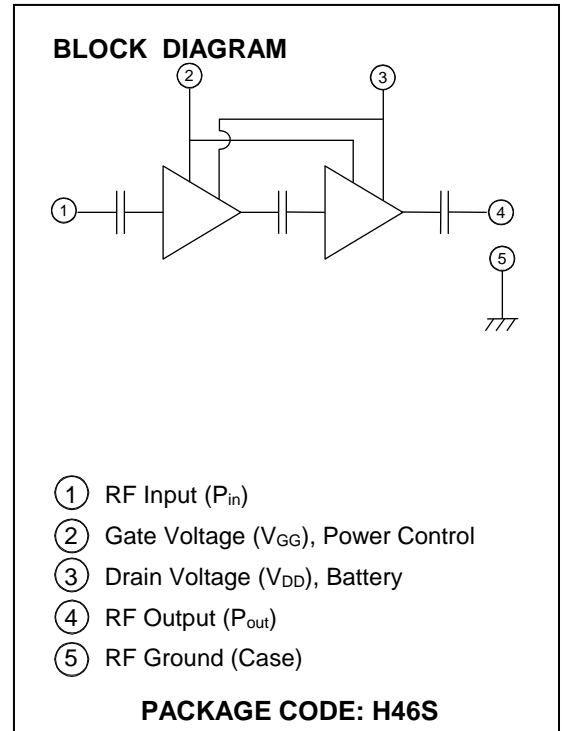 BLOCK DIAGRAM
2
3
1
4
5
1 RF Input (Pin)
2 Gate Voltage (VGG), Power Control
3 Drain Voltage (VDD), Battery
4 RF Output (Pout)
5 RF Ground (Case)
PACKAGE CODE: H46S